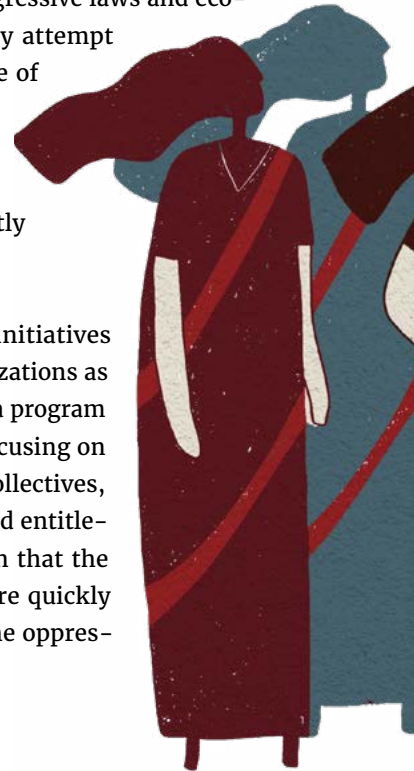 gressive laws and eco-
y attempt
e of
tly
nitiatives
zations as
program
cusing on
ollectives,
d entitle-
n that the
re quickly
ne oppres-